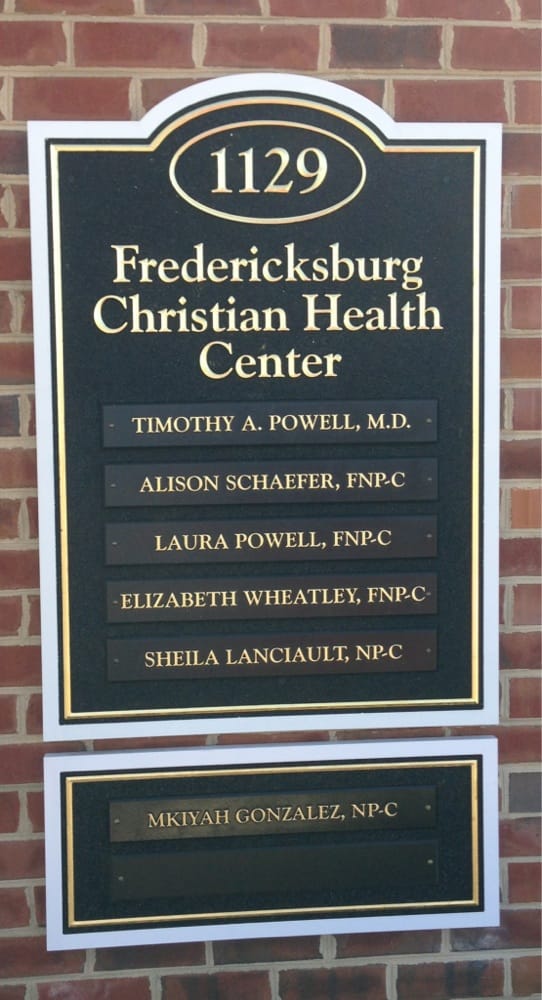 1129
Fredericksburg
Christian Health
Center
TIMOTHY A. POWELL, M.D.
ALISON SCHAEFER, FNP-C
LAURA POWELL, FNP-C
ELIZABETH WHEATLEY, FNP-C
SHEILA LANCIAULT, NP-C
MKIYAH GONZALEZ, NP-C